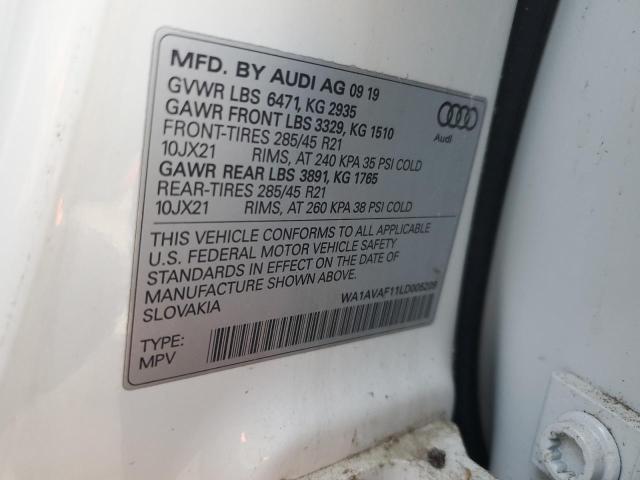 MFD. BY AUDI AG 09 19
GVWR LBS 6471, KG 2935
GAWR FRONT LBS 3329, KG 1510
FRONT-TIRES 285/45 R21
10JX21 RIMS, AT 240 KPA 35 PSI COLD
GAWR REAR LBS 3891, KG 1765
REAR-TIRES 285/45 R21
10JX21 RIMS, AT 260 KPA 38 PSI COLD
Audi
THIS VEHICLE CONFORMS TO ALL APPLICABLE
U.S. FEDERAL MOTOR VEHICLE SAFETY
STANDARDS IN EFFECT ON THE DATE OF
MANUFACTURE SHOWN ABOVE.
SLOVAKIA
WA1AVAF11LD005209
TYPE:
MPV